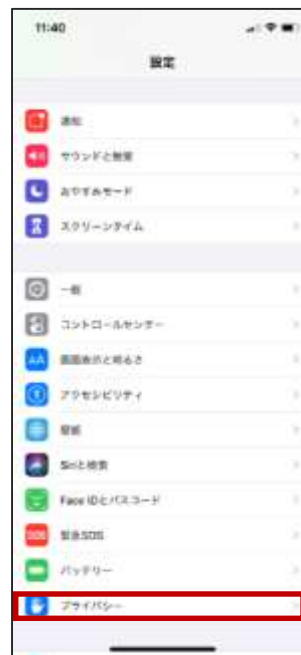 11:40
設定
通知
サウンドと触覚
おやすみモード
スクリーンタイム
一般
コントロールセンター
AA
画面表示と明るさ
アクセシビリティ
壁紙
Siriと検索
Face IDとパスコード
SOS
緊急SOS
バッテリー
プライバシー